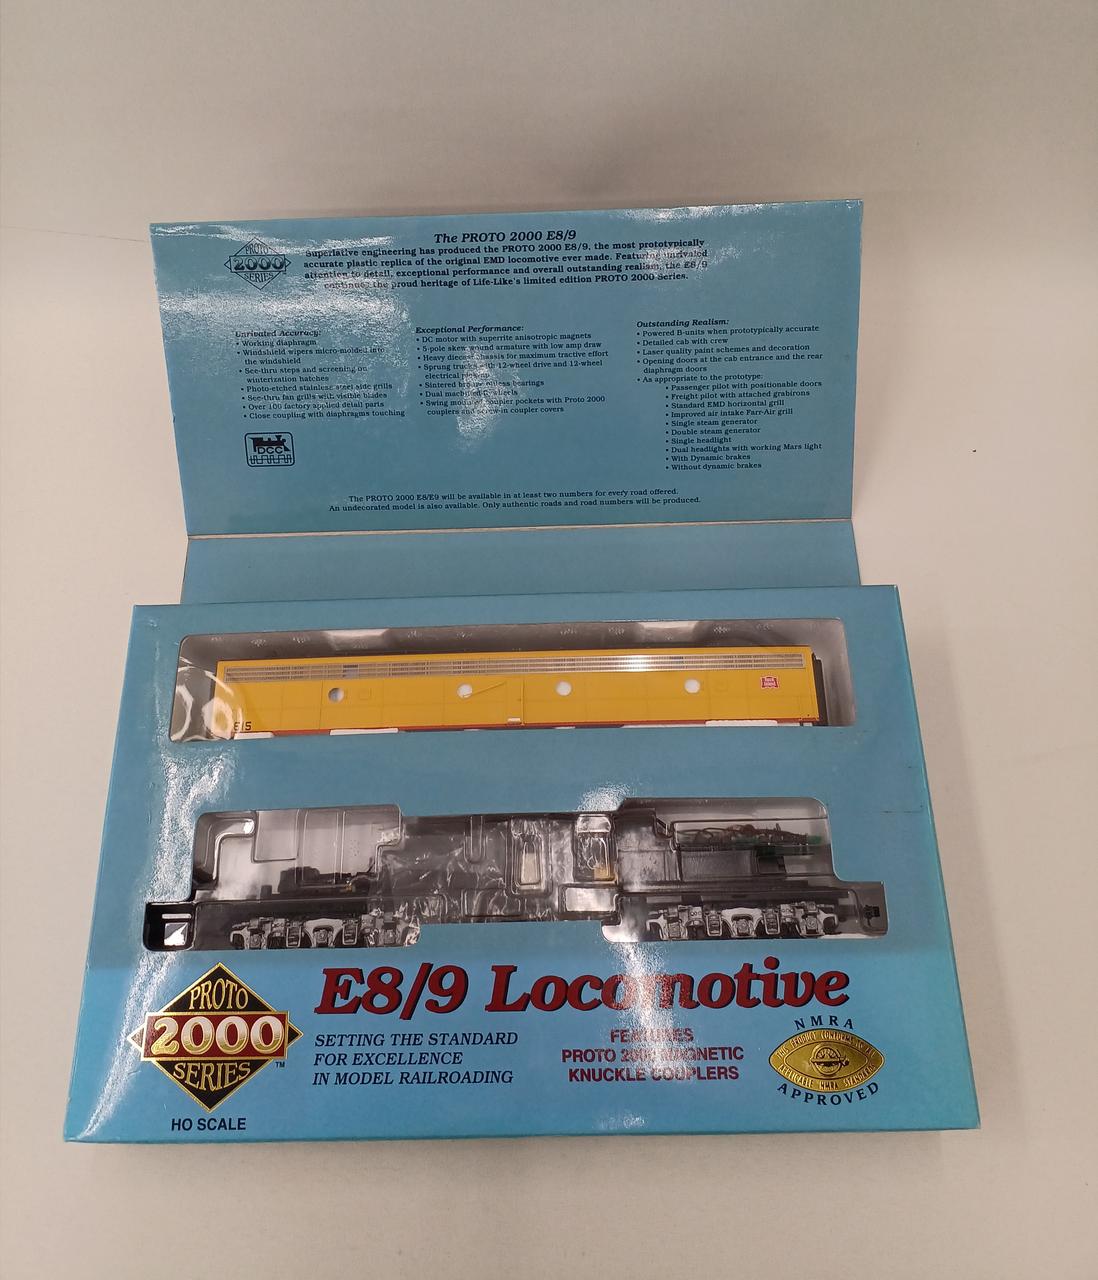 The PROTO 2000 E8/9
PROTO
2000
SERIES
Superlative engineering has produced the PROTO 2000 E8/9, the most prototypically
accurate plastic replica of the original EMD locomotive ever made. Featuring unrivaled
attention to detail, exceptional performance and overall outstanding realism, the E8/9
continues the proud heritage of Life-Like's limited edition PROTO 2000 Series.
Unrivaled Accuracy:
• Working diaphragm
• Windshield wipers micro-molded into
the windshield
• See-thru steps and screening on
winterization hatches
• Photo-etched stainless steel side grills
• See-thru fan grills with visible blades
• Over 100 factory applied detail parts
• Close coupling with diaphragms touching
DCC
Exceptional Performance:
• DC motor with superrite anisotropic magnets
• 5-pole skew wound armature with low amp draw
• Heavy diecast chassis for maximum tractive effort
• Sprung trucks with 12-wheel drive and 12-wheel
electrical pick-up
• Sintered bronze oilless bearings
• Dual machined flywheels
• Swing mounted coupler pockets with Proto 2000
couplers and screw-in coupler covers
Outstanding Realism:
• Powered B-units when prototypically accurate
• Detailed cab with crew
• Laser quality paint schemes and decoration
• Opening doors at the cab entrance and the rear
diaphragm doors
• As appropriate to the prototype:
• Passenger pilot with positionable doors
• Freight pilot with attached grabirons
• Standard EMD horizontal grill
• Improved air intake Farr-Air grill
• Single steam generator
• Double steam generator
• Single headlight
• Dual headlights with working Mars light
• With Dynamic brakes
• Without dynamic brakes
The PROTO 2000 E8/E9 will be available in at least two numbers for every road offered.
An undecorated model is also available. Only authentic roads and road numbers will be produced.
PROTO
2000
SERIES
™
HO SCALE
E8/9 Locomotive
SETTING THE STANDARD
FOR EXCELLENCE
IN MODEL RAILROADING
FEATURES
PROTO 2000 MAGNETIC
KNUCKLE COUPLERS
NMRA
THIS PRODUCT CONFORMS TO ALL
APPLICABLE NMRA STANDARDS
APPROVED